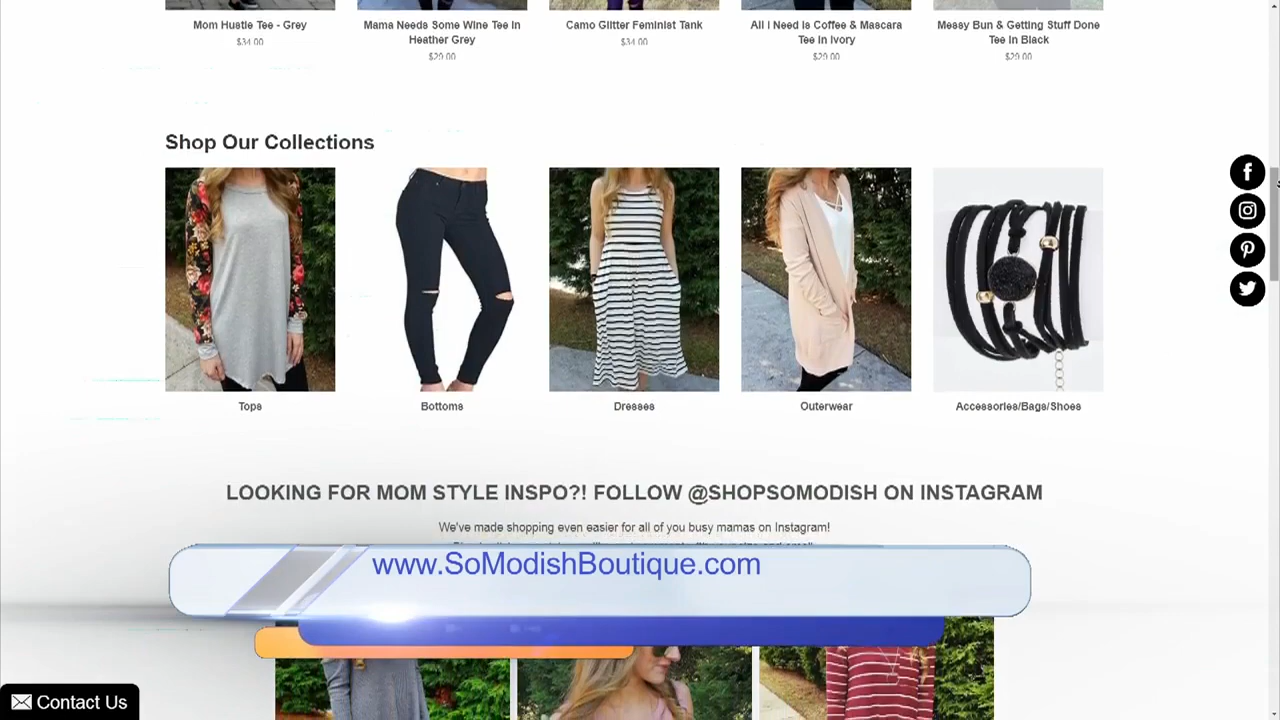 Mom Hustle Tee - Grey
$34.00
Mama Needs Some Wine Tee In
Heather Grey
$29.00
Camo Glitter Feminist Tank
$34.00
All I Need Is Coffee & Mascara
Tee In Ivory
$29.00
Messy Bun & Getting Stuff Done
Tee In Black
$29.00
Shop Our Collections
Tops
Bottoms
Dresses
Outerwear
Accessories/Bags/Shoes
LOOKING FOR MOM STYLE INSPO?! FOLLOW @SHOPSOMODISH ON INSTAGRAM
We've made shopping even easier for all of you busy mamas on Instagram!
www.SoModishBoutique.com
Contact Us